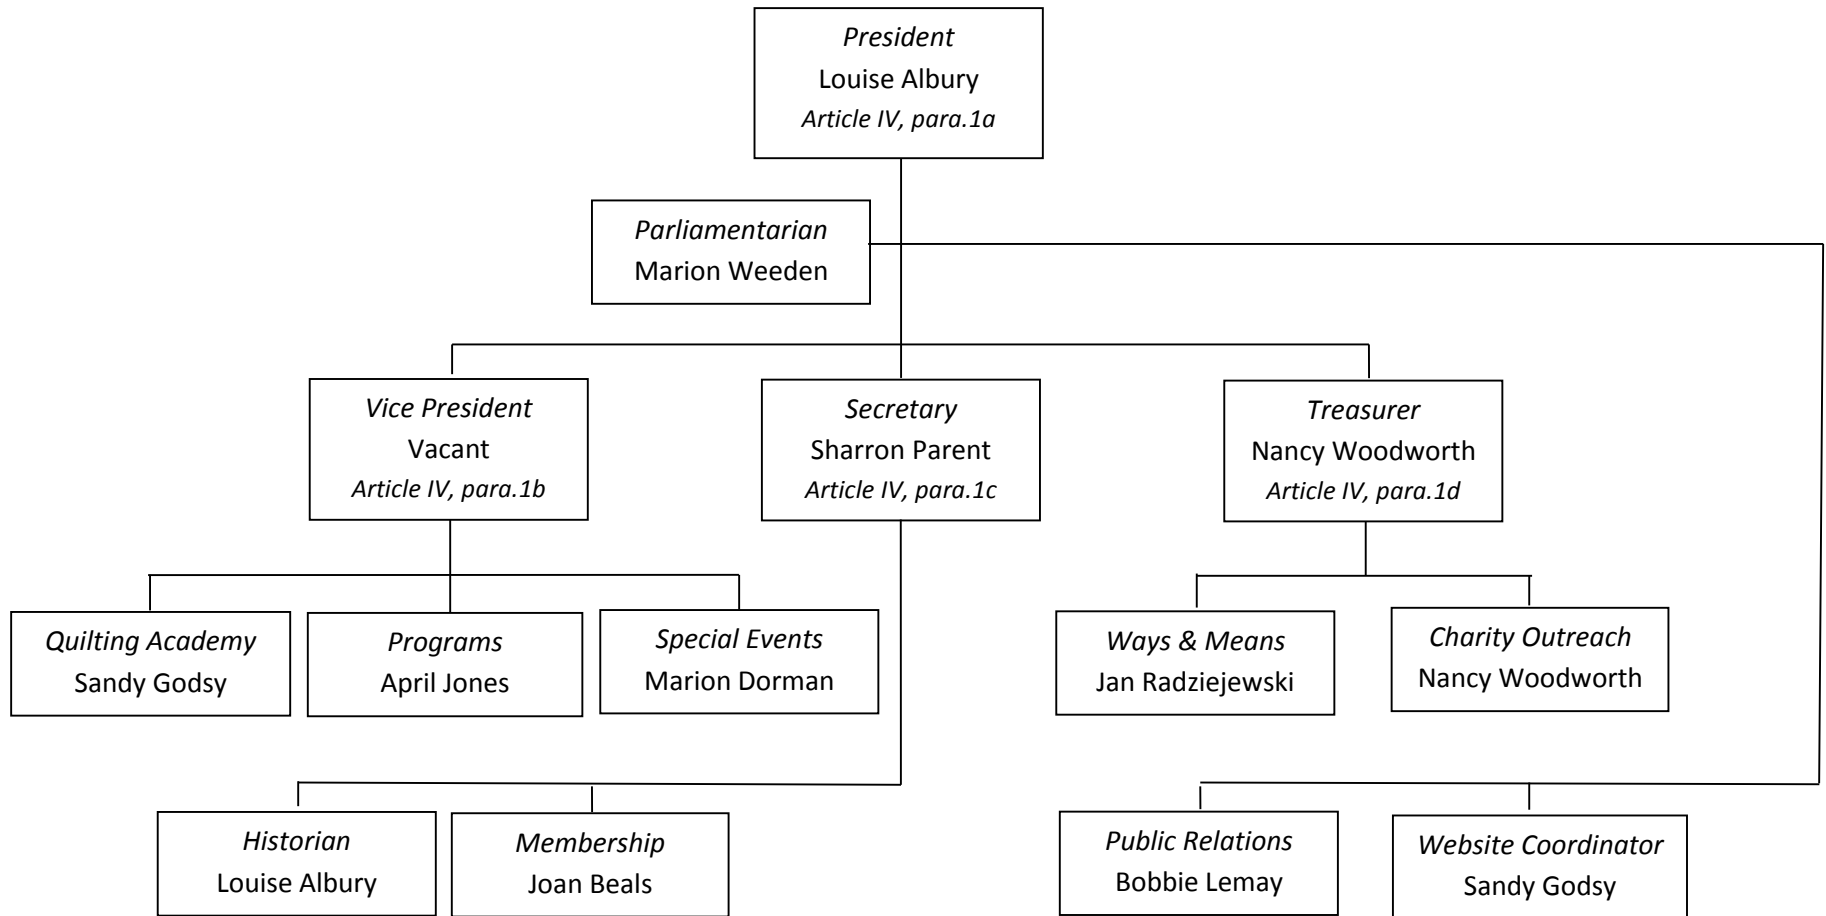 President
Louise Albury
Article IV, para.1a
Parliamentarian
Marion Weeden
Vice President
Vacant
Article IV, para.1b
Secretary
Sharron Parent
Article IV, para.1c
Treasurer
Nancy Woodworth
Article IV, para.1d
Quilting Academy
Sandy Godsy
Programs
April Jones
Special Events
Marion Dorman
Ways & Means
Jan Radziejewski
Charity Outreach
Nancy Woodworth
Historian
Louise Albury
Membership
Joan Beals
Public Relations
Bobbie Lemay
Website Coordinator
Sandy Godsy